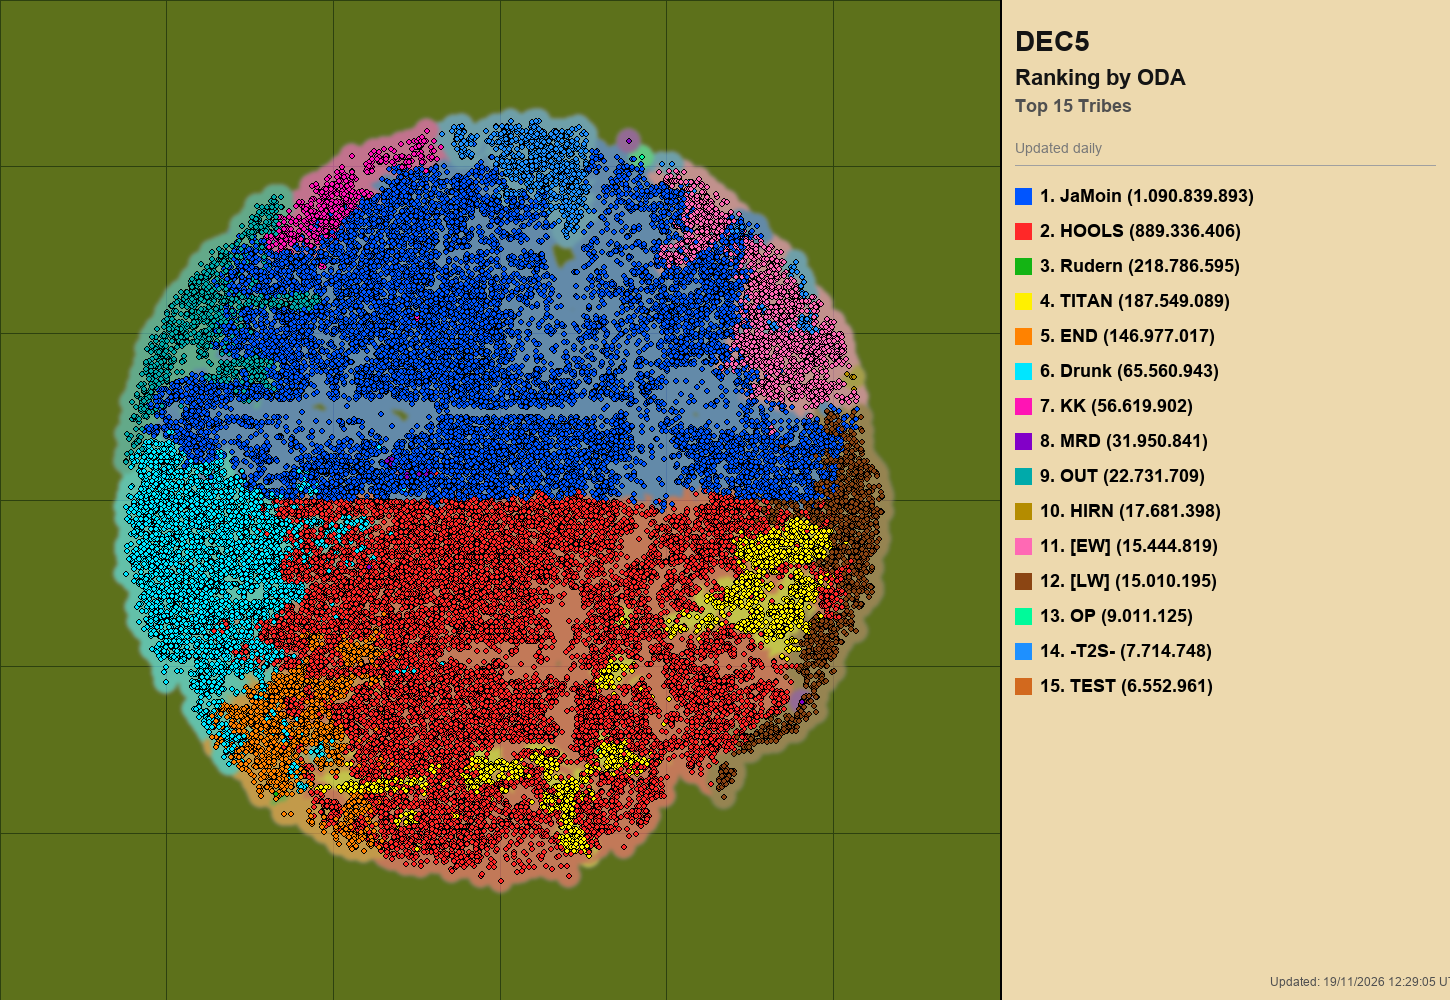 DEC5
Ranking by ODA
Top 15 Tribes
Updated daily
1. JaMoin (1.090.839.893)
2. HOOLS (889.336.406)
3. Rudern (218.786.595)
4. TITAN (187.549.089)
5. END (146.977.017)
6. Drunk (65.560.943)
7. KK (56.619.902)
8. MRD (31.950.841)
9. OUT (22.731.709)
10. HIRN (17.681.398)
11. [EW] (15.444.819)
12. [LW] (15.010.195)
13. OP (9.011.125)
14. -T2S- (7.714.748)
15. TEST (6.552.961)
Updated: 19/11/2026 12:29:05